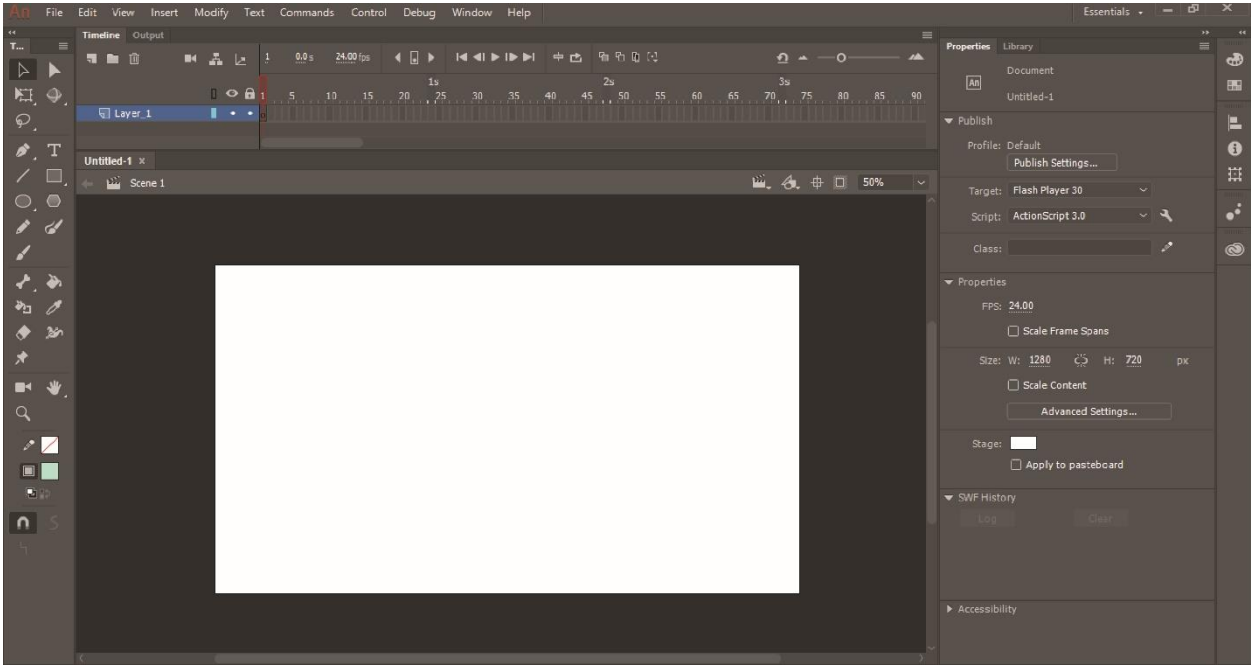 An File Edit View Insert Modify Text Commands Control Debug Window Help Essentials
Timeline Output
T...
1 0.0 s 24.00 fps
1s 2s 3s
1 5 10 15 20 25 30 35 40 45 50 55 60 65 70 75 80 85 90
Layer_1
Untitled-1 ×
Scene 1 50%
Properties Library
An Document
Untitled-1
Publish
Profile: Default
Publish Settings...
Target: Flash Player 30
Script: ActionScript 3.0
Class:
Properties
FPS: 24.00
Scale Frame Spans
Size: W: 1280 H: 720 px
Scale Content
Advanced Settings...
Stage:
Apply to pasteboard
SWF History
Log Clear
Accessibility